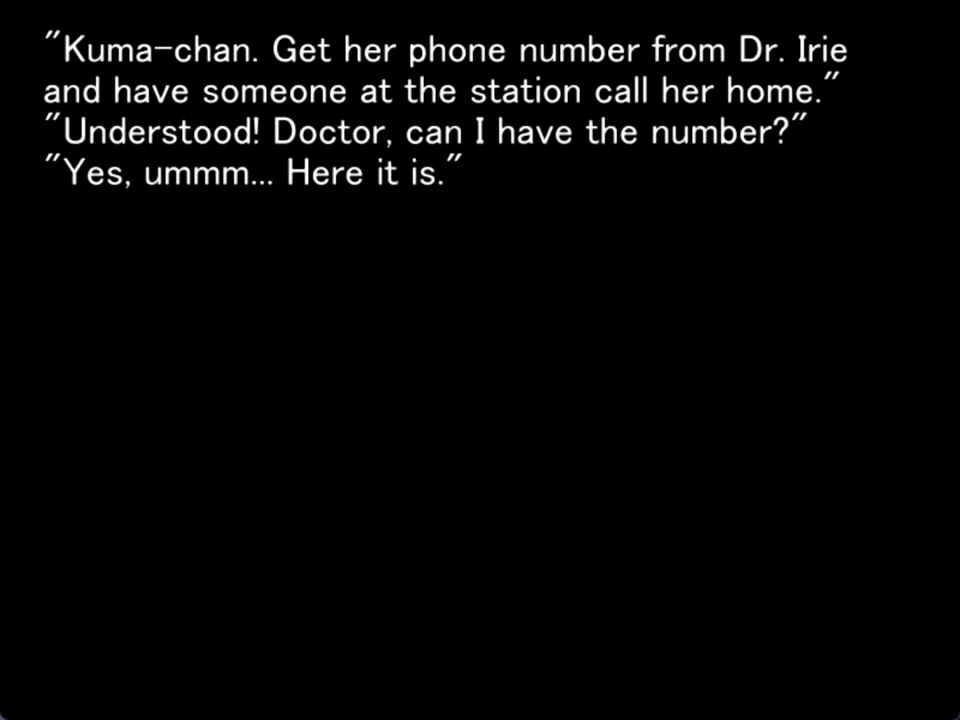 "Kuma-chan. Get her phone number from Dr. Irie
and have someone at the station call her home."
"Understood! Doctor, can I have the number?"
"Yes, ummm... Here it is."